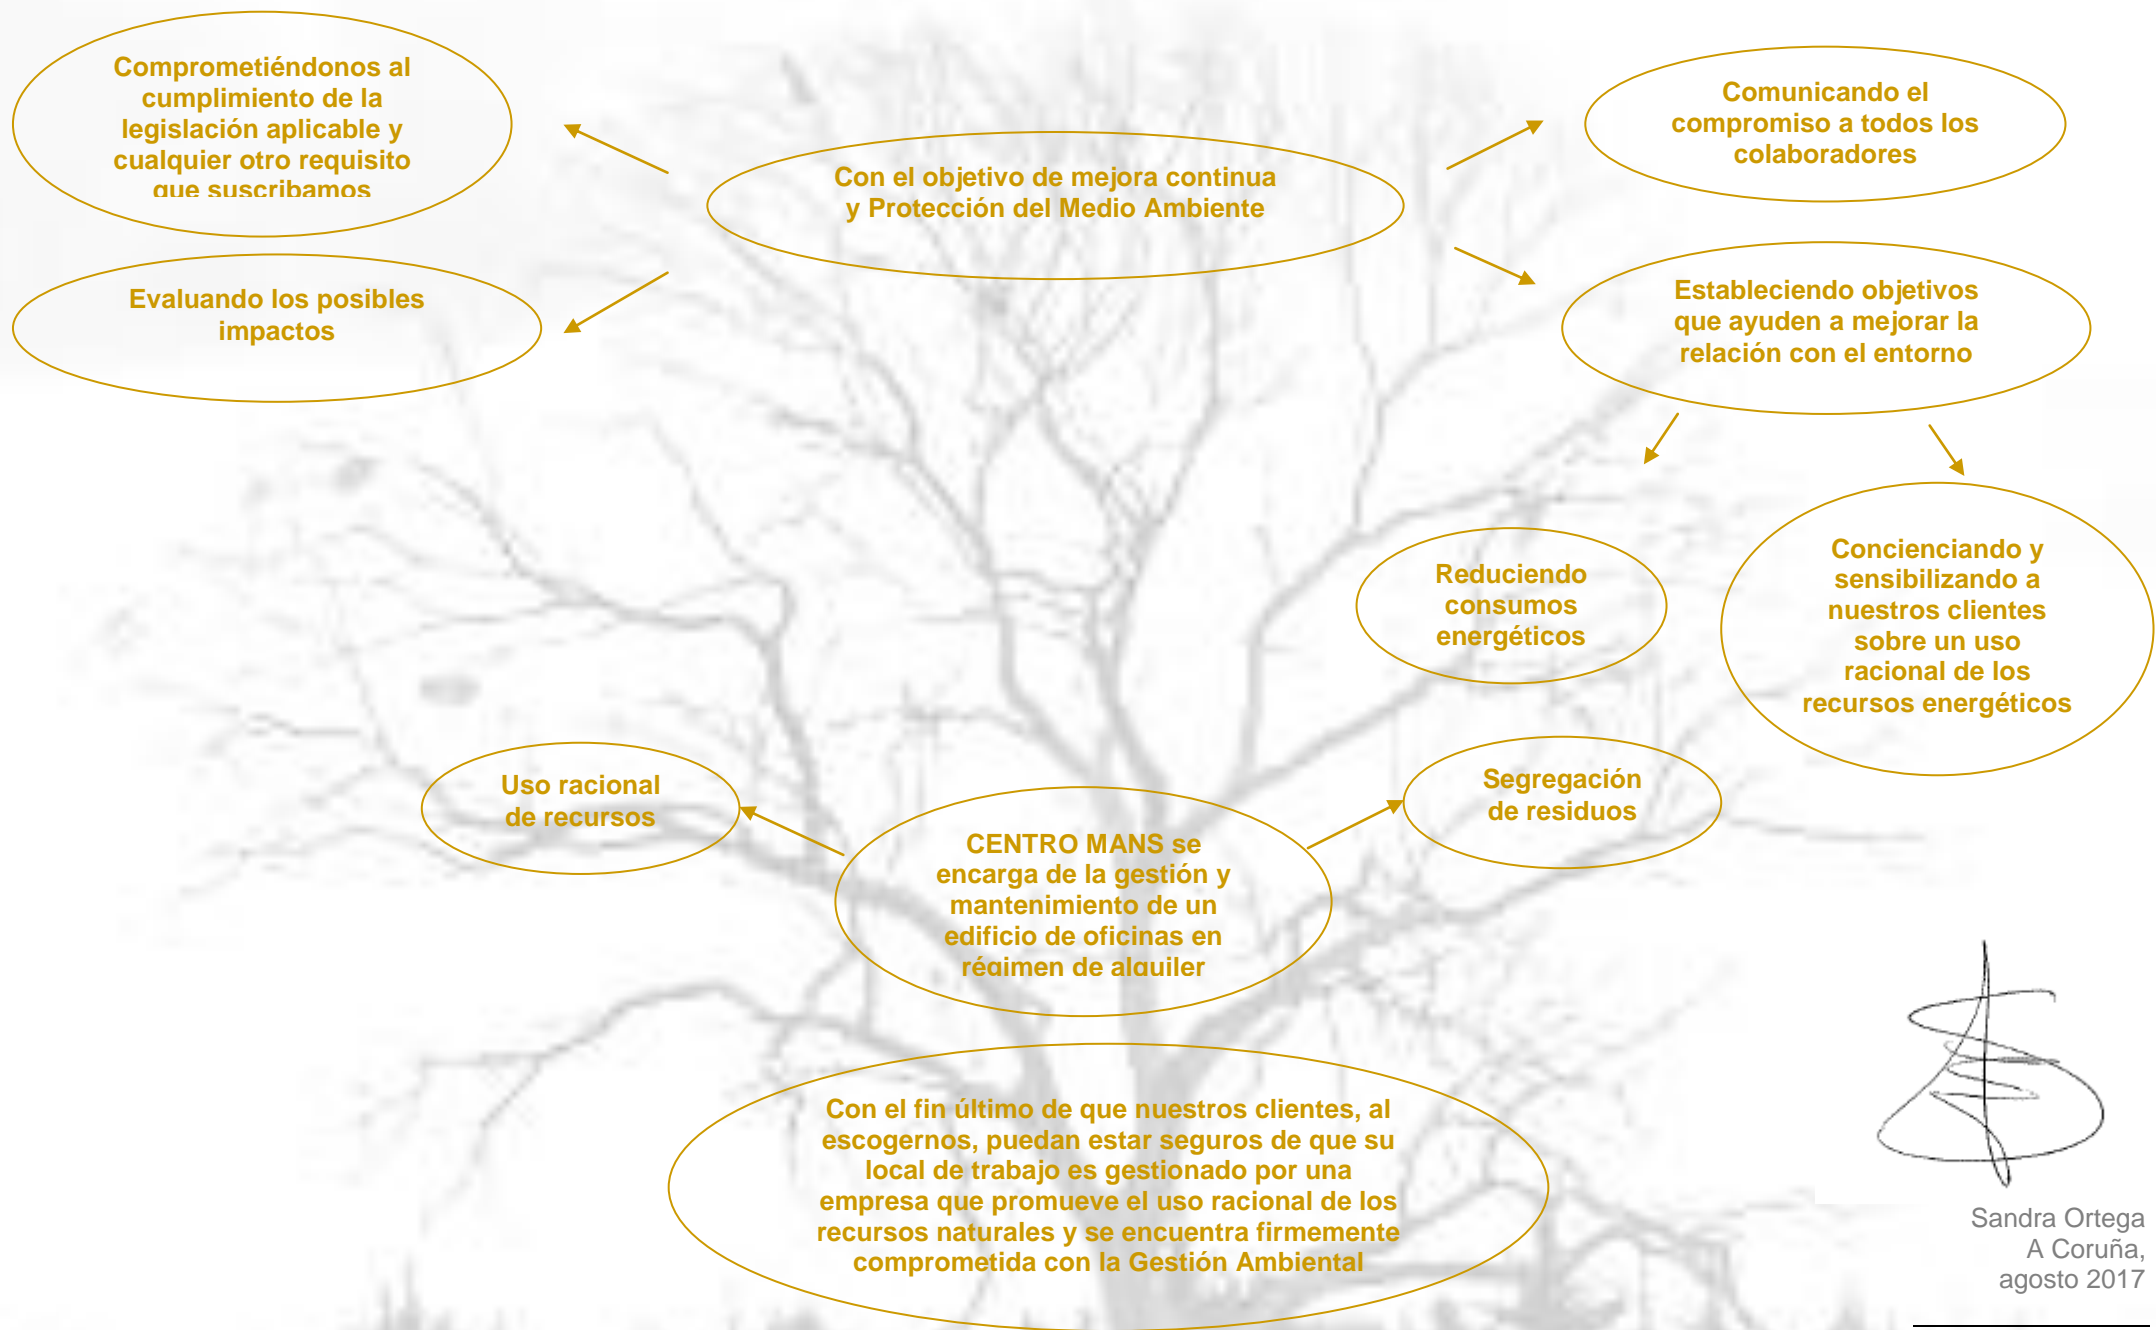 Comprometiéndonos al
cumplimiento de la
legislación aplicable y
cualquier otro requisito
que suscribamos
Con el objetivo de mejora continua
y Protección del Medio Ambiente
Comunicando el
compromiso a todos los
colaboradores
Evaluando los posibles
impactos
Estableciendo objetivos
que ayuden a mejorar la
relación con el entorno
Reduciendo
consumos
energéticos
Concienciando y
sensibilizando a
nuestros clientes
sobre un uso
racional de los
recursos energéticos
Uso racional
de recursos
CENTRO MANS se
encarga de la gestión y
mantenimiento de un
edificio de oficinas en
régimen de alquiler
Segregación
de residuos
Con el fin último de que nuestros clientes, al
escogernos, puedan estar seguros de que su
local de trabajo es gestionado por una
empresa que promueve el uso racional de los
recursos naturales y se encuentra firmemente
comprometida con la Gestión Ambiental
Sandra Ortega
A Coruña,
agosto 2017